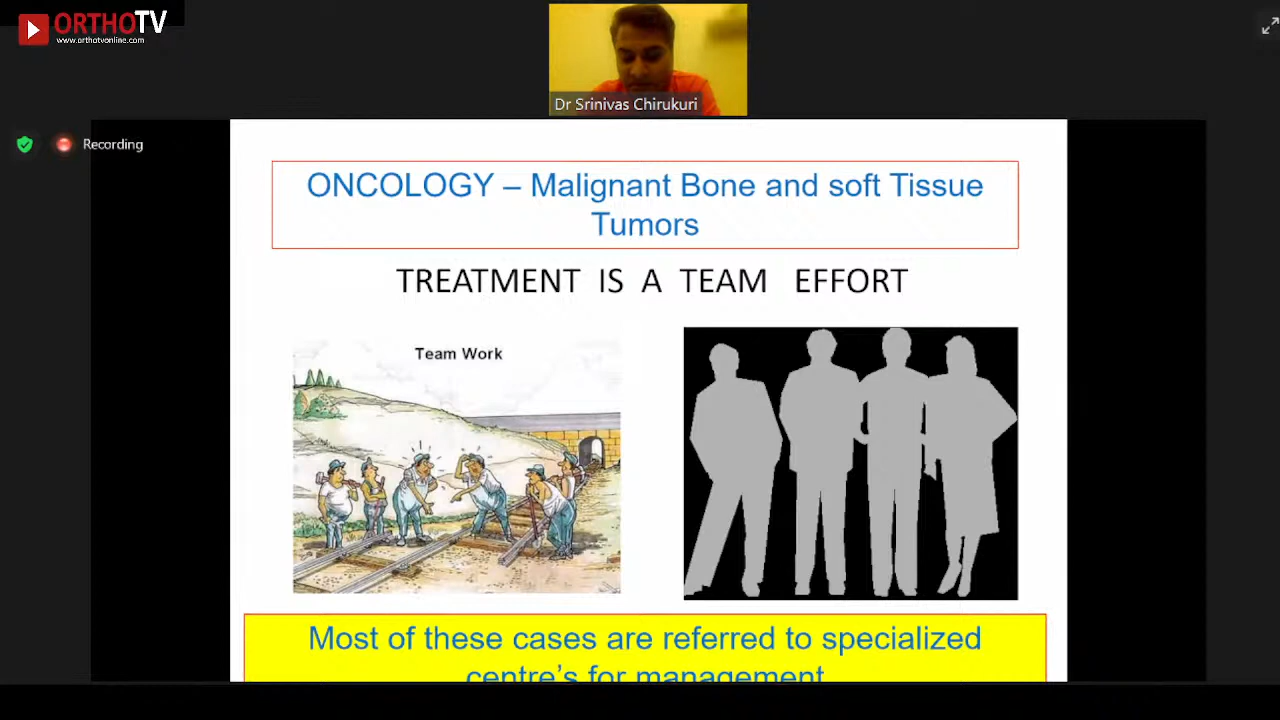 ORTHOTV
www.orthotvonline.com
Dr Srinivas Chirukuri
Recording
ONCOLOGY – Malignant Bone and soft Tissue
Tumors
TREATMENT IS A TEAM EFFORT
Team Work
Most of these cases are referred to specialized
centre's for management